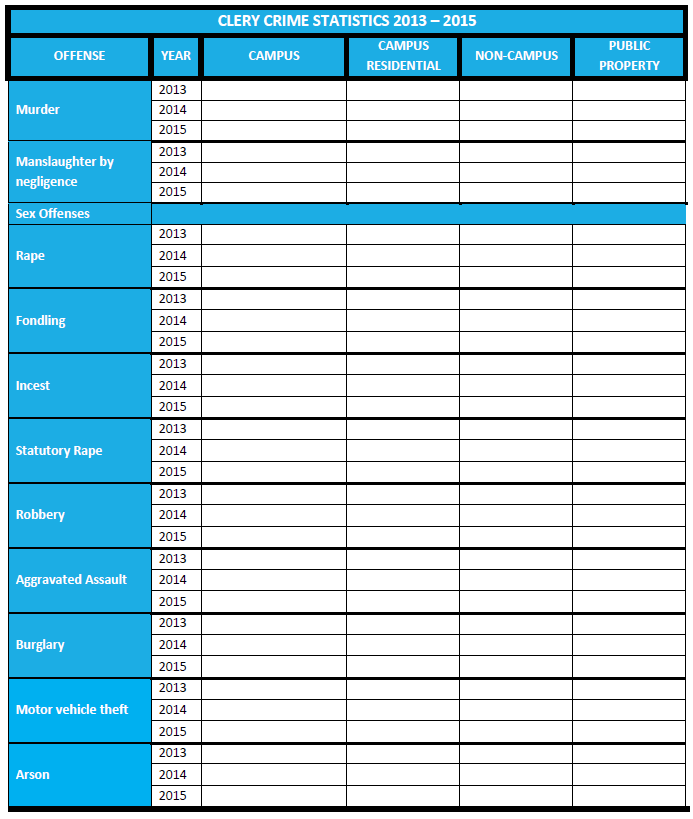 CLERY CRIME STATISTICS 2013 – 2015
OFFENSE YEAR CAMPUS CAMPUS RESIDENTIAL NON-CAMPUS PUBLIC PROPERTY
Murder
2013
2014
2015
Manslaughter by
negligence
2013
2014
2015
Sex Offenses
Rape
2013
2014
2015
Fondling
2013
2014
2015
Incest
2013
2014
2015
Statutory Rape
2013
2014
2015
Robbery
2013
2014
2015
Aggravated Assault
2013
2014
2015
Burglary
2013
2014
2015
Motor vehicle theft
2013
2014
2015
Arson
2013
2014
2015